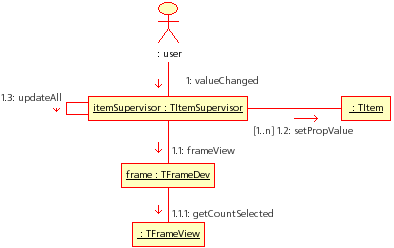 : user
1: valueChanged
1.3: updateAll
itemSupervisor : TItemSupervisor
: TItem
[1..n] 1.2: setPropValue
1.1: frameView
frame : TFrameDev
1.1.1: getCountSelected
: TFrameView